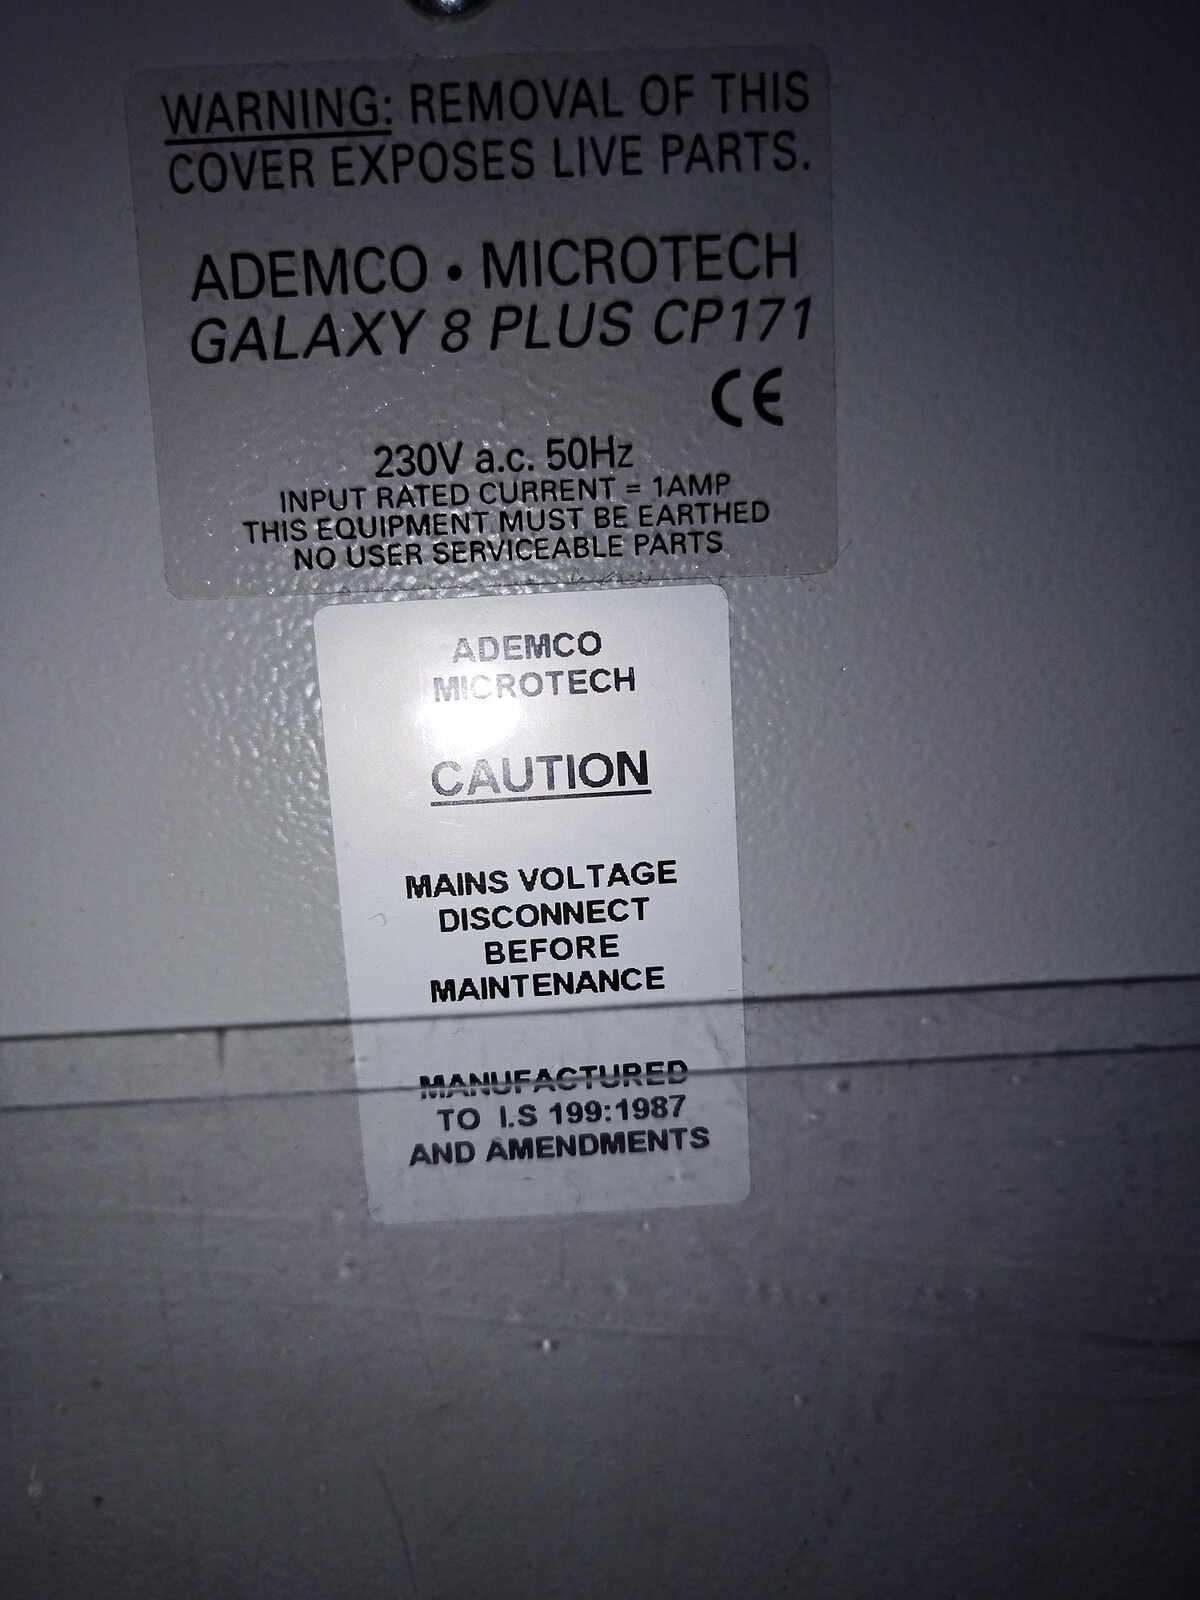 WARNING: REMOVAL OF THIS
COVER EXPOSES LIVE PARTS.
ADEMCO • MICROTECH
GALAXY 8 PLUS CP171
CE
230V a.c. 50Hz
INPUT RATED CURRENT = 1AMP
THIS EQUIPMENT MUST BE EARTHED
NO USER SERVICEABLE PARTS
ADEMCO
MICROTECH
CAUTION
MAINS VOLTAGE
DISCONNECT
BEFORE
MAINTENANCE
MANUFACTURED
TO I.S 199:1987
AND AMENDMENTS